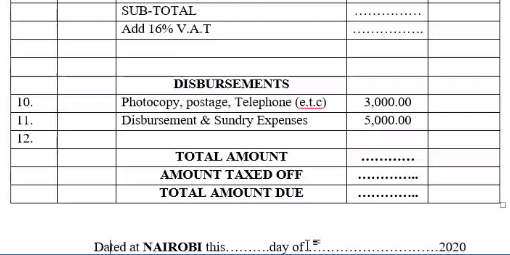 SUB-TOTAL ……………
Add 16% V.A.T …………….
DISBURSEMENTS
10. Photocopy, postage, Telephone (e.t.c) 3,000.00
11. Disbursement & Sundry Expenses 5,000.00
12.
TOTAL AMOUNT …………
AMOUNT TAXED OFF …………..
TOTAL AMOUNT DUE …………..
Dated at NAIROBI this……….day of…………………………2020